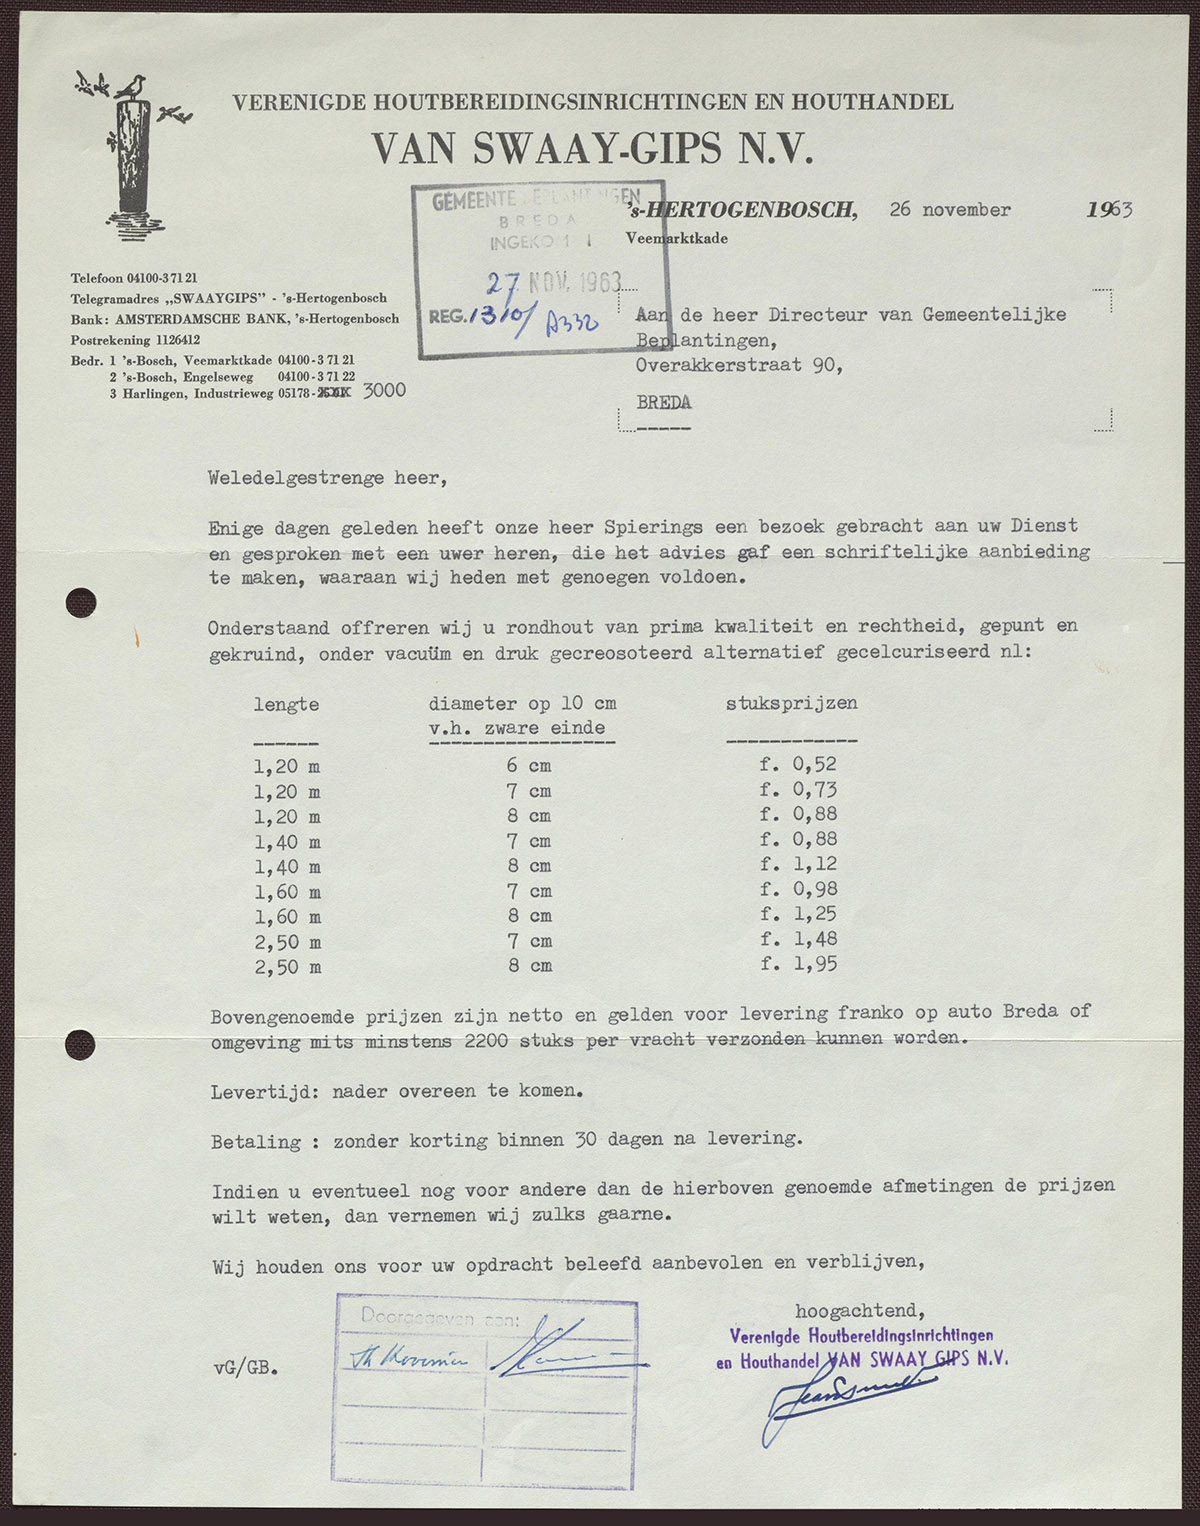 VERENIGDE HOUTBEREIDINGSINRICHTINGEN EN HOUTHANDEL
VAN SWAAY-GIPS N.V.
GEMEENTE BEPLANTINGEN
BREDA
INGEKOMEN
27 NOV. 1963
REG. 1310/ A332
's-HERTOGENBOSCH, 26 november 1963
Veemarktkade
Telefoon 04100-3 71 21
Telegramadres „SWAAYGIPS” - 's-Hertogenbosch
Bank: AMSTERDAMSCHE BANK, 's-Hertogenbosch
Postrekening 1126412
Bedr. 1 's-Bosch, Veemarktkade 04100-3 71 21
2 's-Bosch, Engelseweg 04100-3 71 22
3 Harlingen, Industrieweg 05178- 3000
Aan de heer Directeur van Gemeentelijke
Beplantingen,
Overakkerstraat 90,
BREDA
Weledelgestrenge heer,
Enige dagen geleden heeft onze heer Spierings een bezoek gebracht aan uw Dienst
en gesproken met een uwer heren, die het advies gaf een schriftelijke aanbieding
te maken, waaraan wij heden met genoegen voldoen.
Onderstaand offreren wij u rondhout van prima kwaliteit en rechtheid, gepunt en
gekruind, onder vacuüm en druk gecreosoteerd alternatief gecelcuriseerd nl:
lengte diameter op 10 cm stuksprijzen
v.h. zware einde
1,20 m 6 cm f. 0,52
1,20 m 7 cm f. 0,73
1,20 m 8 cm f. 0,88
1,40 m 7 cm f. 0,88
1,40 m 8 cm f. 1,12
1,60 m 7 cm f. 0,98
1,60 m 8 cm f. 1,25
2,50 m 7 cm f. 1,48
2,50 m 8 cm f. 1,95
Bovengenoemde prijzen zijn netto en gelden voor levering franko op auto Breda of
omgeving mits minstens 2200 stuks per vracht verzonden kunnen worden.
Levertijd: nader overeen te komen.
Betaling : zonder korting binnen 30 dagen na levering.
Indien u eventueel nog voor andere dan de hierboven genoemde afmetingen de prijzen
wilt weten, dan vernemen wij zulks gaarne.
Wij houden ons voor uw opdracht beleefd aanbevolen en verblijven,
hoogachtend,
Verenigde Houtbereidingsinrichtingen
en Houthandel VAN SWAAY GIPS N.V.
Doorgegeven aan:
vG/GB.